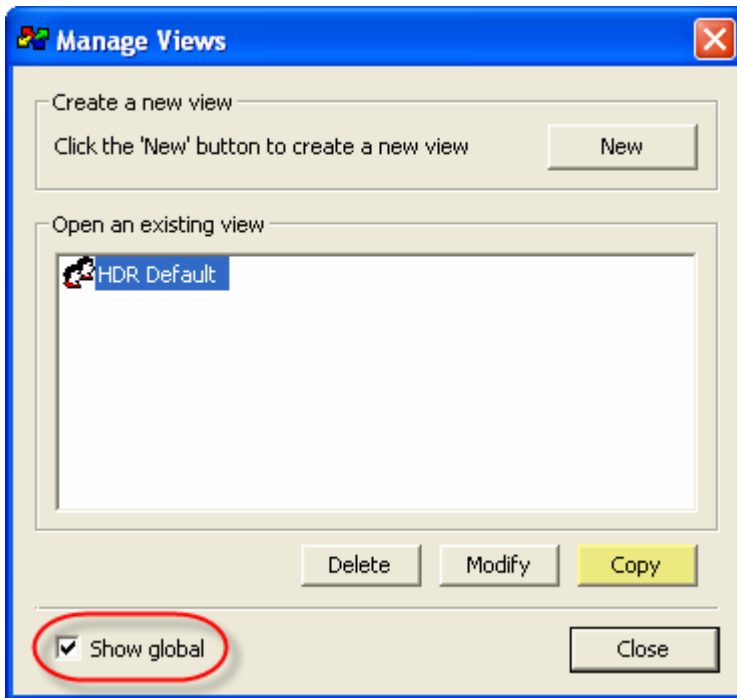 Manage Views
Create a new view
Click the 'New' button to create a new view
New
Open an existing view
HDR Default
Delete
Modify
Copy
Show global
Close